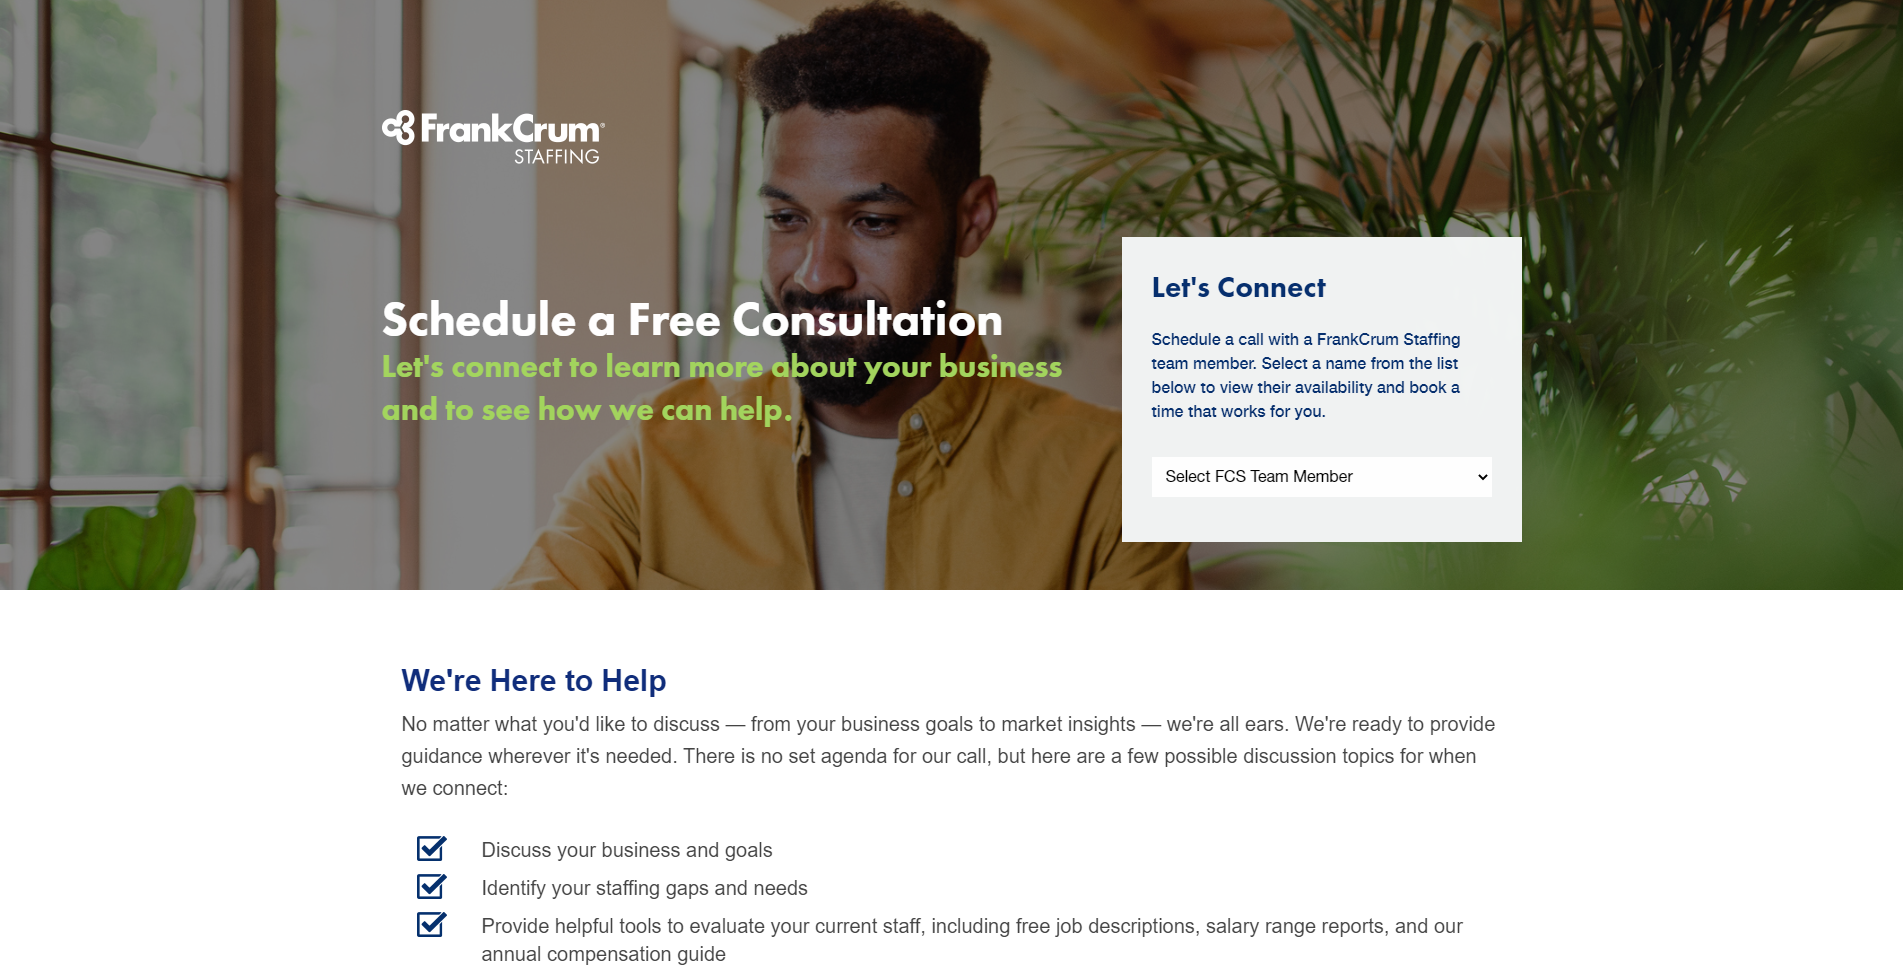 FrankCrum®
STAFFING
Schedule a Free Consultation
Let's connect to learn more about your business
and to see how we can help.
Let's Connect
Schedule a call with a FrankCrum Staffing
team member. Select a name from the list
below to view their availability and book a
time that works for you.
Select FCS Team Member
We're Here to Help
No matter what you'd like to discuss — from your business goals to market insights — we're all ears. We're ready to provide
guidance wherever it's needed. There is no set agenda for our call, but here are a few possible discussion topics for when
we connect:
Discuss your business and goals
Identify your staffing gaps and needs
Provide helpful tools to evaluate your current staff, including free job descriptions, salary range reports, and our
annual compensation guide